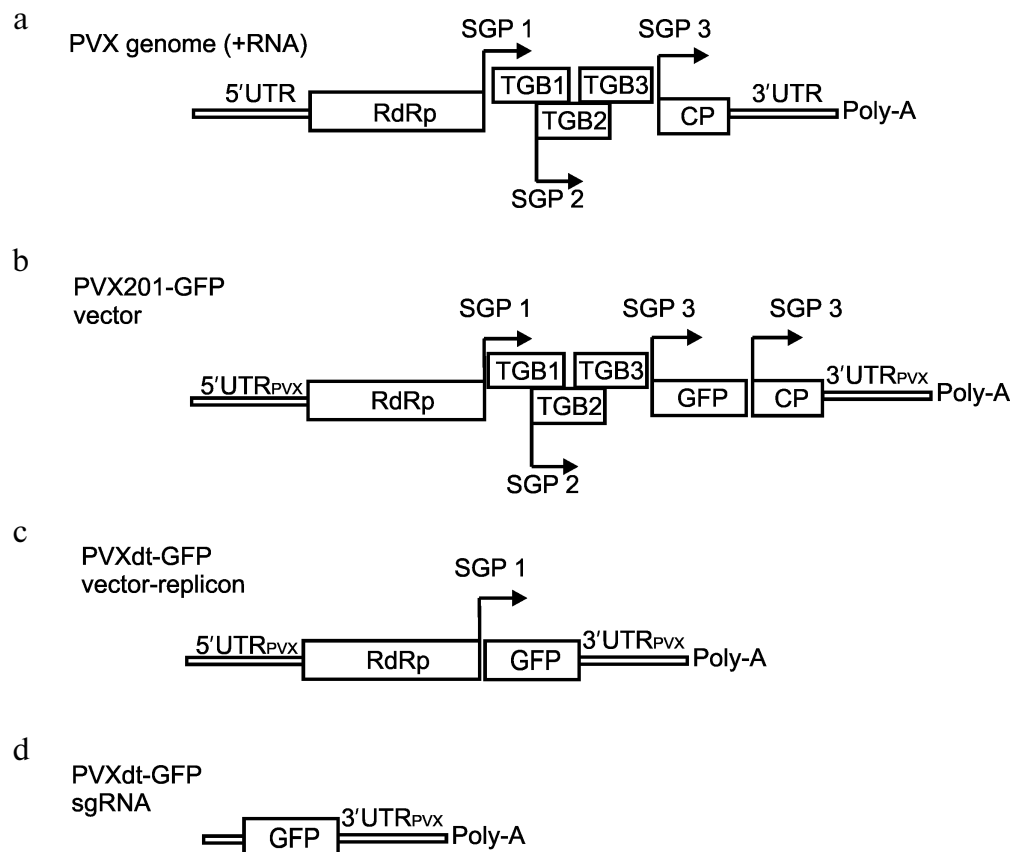 a
PVX genome (+RNA)
SGP 1
SGP 3
5'UTR
RdRp
TGB1
TGB3
TGB2
CP
3'UTR
Poly-A
SGP 2
b
PVX201-GFP
vector
SGP 1
SGP 3
SGP 3
5'UTRPVX
RdRp
TGB1
TGB3
TGB2
GFP
CP
3'UTRPVX
Poly-A
SGP 2
c
PVXdt-GFP
vector-replicon
SGP 1
5'UTRPVX
RdRp
GFP
3'UTRPVX
Poly-A
d
PVXdt-GFP
sgRNA
GFP
3'UTRPVX
Poly-A